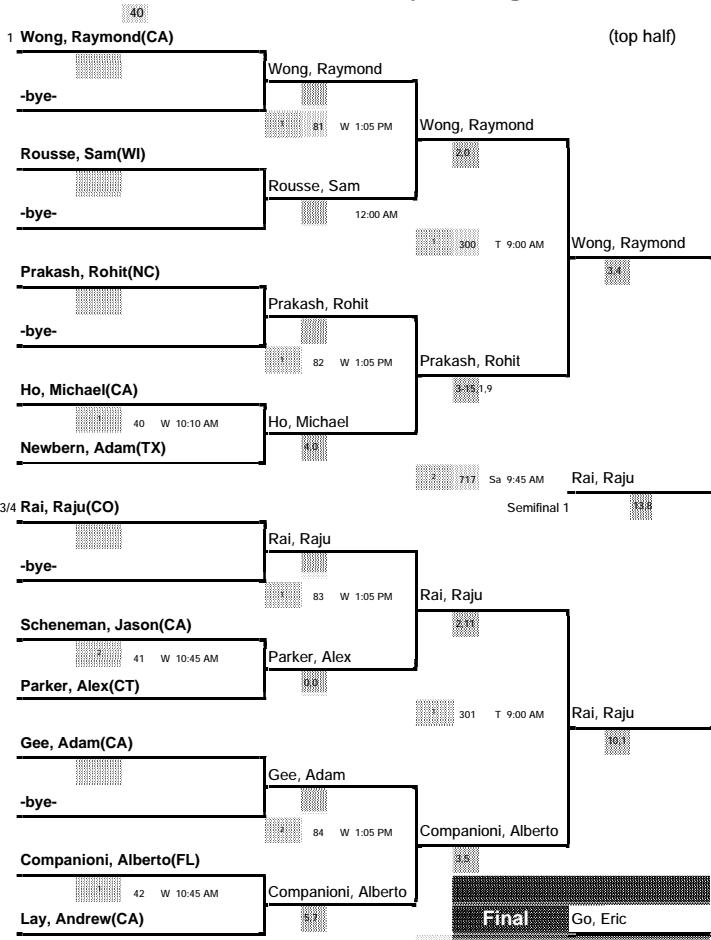 40
1 Wong, Raymond(CA)
(top half)
Wong, Raymond
-bye-
1 81 W 1:05 PM
Wong, Raymond
Rousse, Sam(WI)
2,0
Rousse, Sam
-bye-
12:00 AM
1 300 T 9:00 AM
Wong, Raymond
Prakash, Rohit(NC)
3,4
Prakash, Rohit
-bye-
1 82 W 1:05 PM
Prakash, Rohit
Ho, Michael(CA)
3-15,1,9
1 40 W 10:10 AM
Ho, Michael
Newbern, Adam(TX)
4,0
2 717 Sa 9:45 AM
Rai, Raju
3/4 Rai, Raju(CO)
Semifinal 1
13,8
Rai, Raju
-bye-
1 83 W 1:05 PM
Rai, Raju
Scheneman, Jason(CA)
2,11
2 41 W 10:45 AM
Parker, Alex
Parker, Alex(CT)
0,0
1 301 T 9:00 AM
Rai, Raju
Gee, Adam(CA)
10,1
Gee, Adam
-bye-
2 84 W 1:05 PM
Companioni, Alberto
Companioni, Alberto(FL)
3,5
1 42 W 10:45 AM
Companioni, Alberto
Lay, Andrew(CA)
5,7
Final
Go, Eric